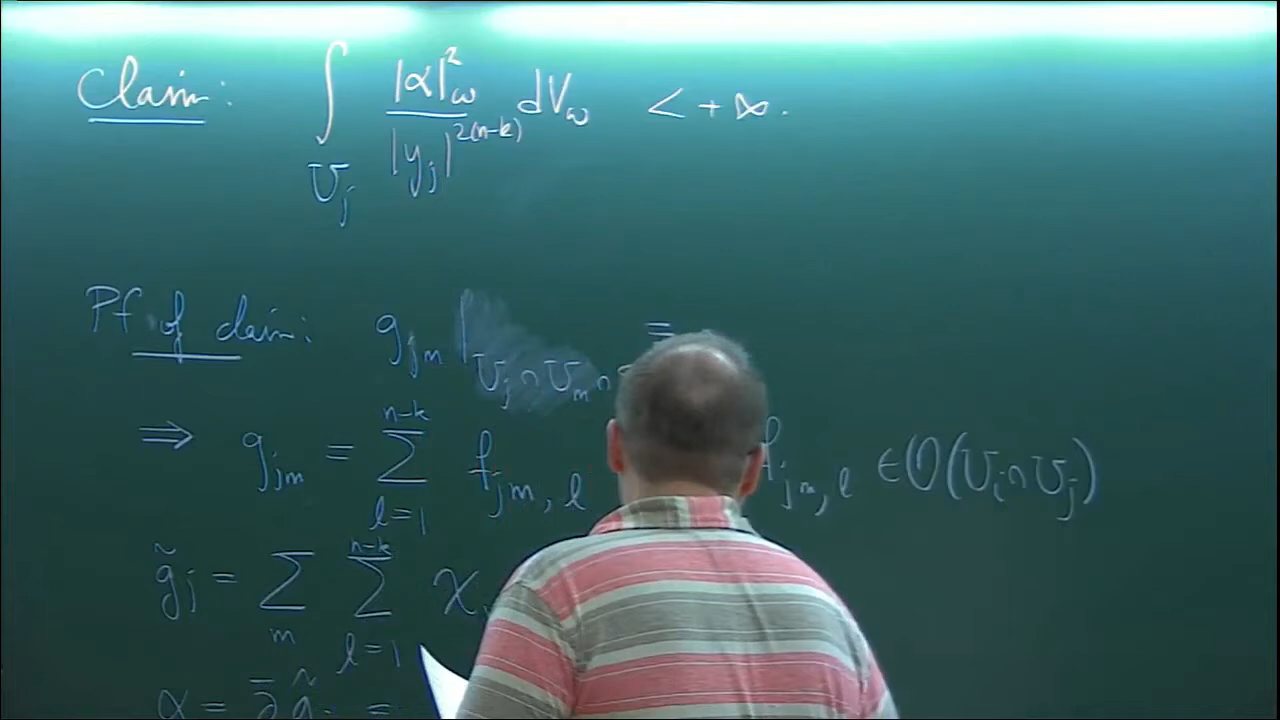 Claim: ∫_{U_j} |α|²_ω / |y_j|^{2(n-k)} dV_ω < +∞.
Pf of claim: g_{jm}|_{U_j ∩ U_m ∩ =
⇒ g_{jm} = Σ_{l=1}^{n-k} f_{jm,l} f_{jm,l} ∈ O(U_i ∩ U_j)
g̃_j = Σ_m Σ_{l=1}^{n-k} χ
α = ∂̄ g̃ =